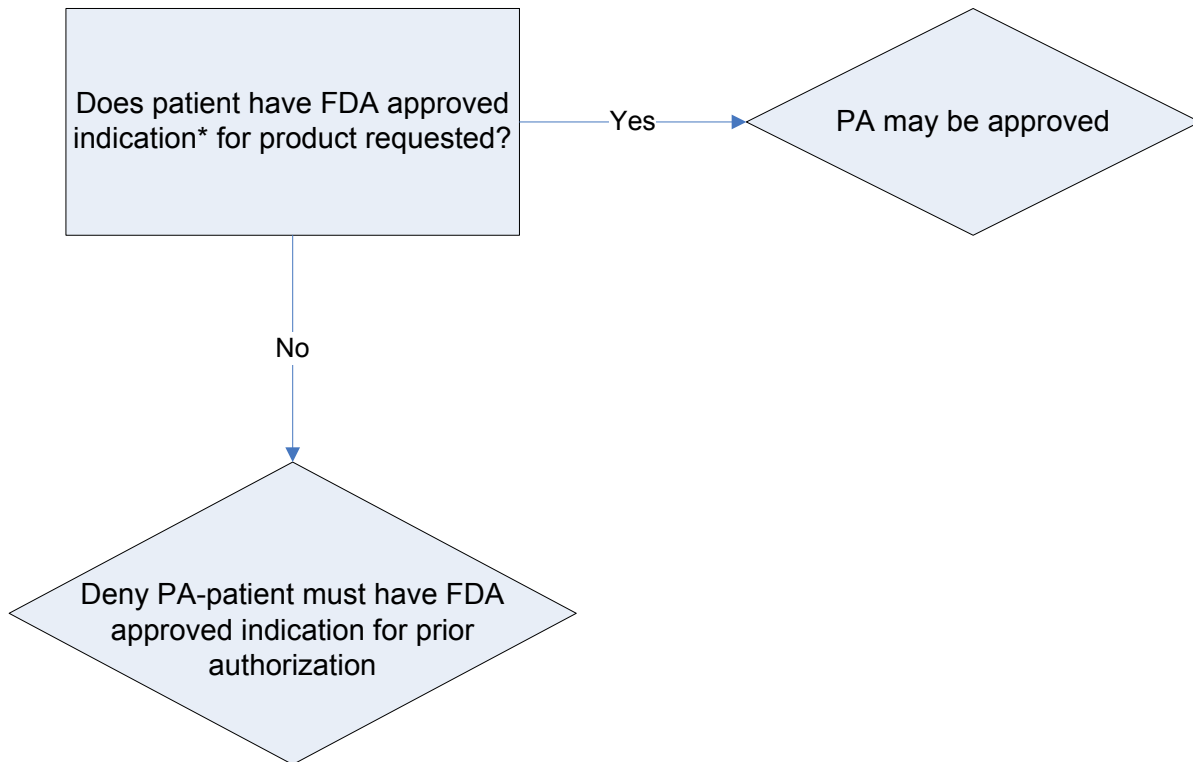 Does patient have FDA approved
indication* for product requested?
Yes
PA may be approved
No
Deny PA-patient must have FDA
approved indication for prior
authorization